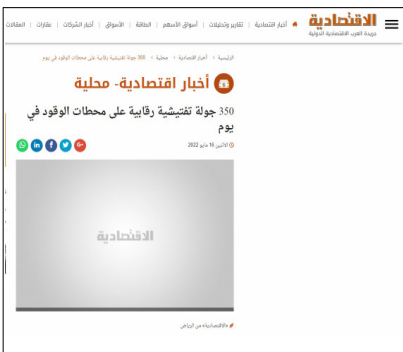 الاقتصادية
جريدة العرب الاقتصادية الدولية
أخبار اقتصادية | تقارير وتحليلات | أسواق الأسهم | الطاقة | الأسواق | أخبار الشركات | عقارات | المقالات
الرئيسية > أخبار اقتصادية > محلية > 350 جولة تفتيشية رقابية على محطات الوقود في يوم
أخبار اقتصادية- محلية
350 جولة تفتيشية رقابية على محطات الوقود في
يوم
الاثنين 16 مايو 2022
الاقتصادية
«الاقتصادية» من الرياض